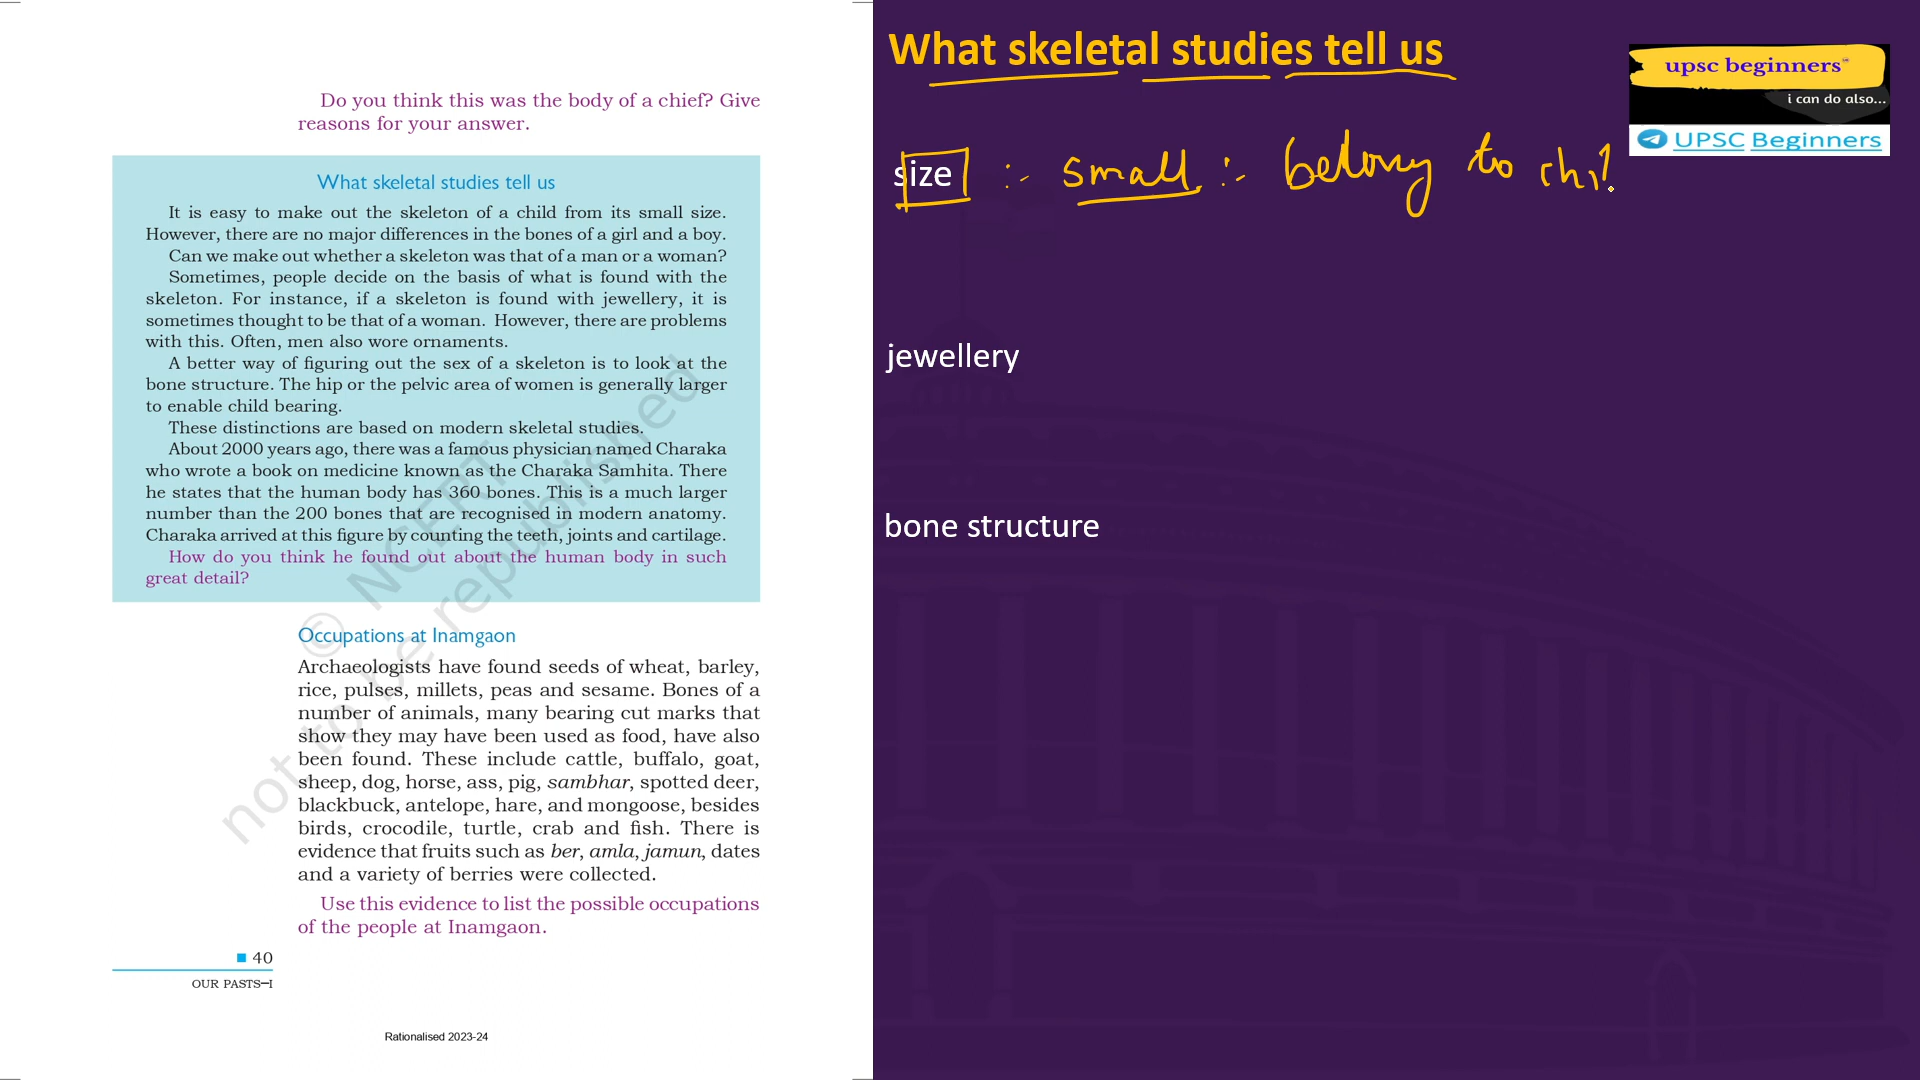 Do you think this was the body of a chief? Give
reasons for your answer.
What skeletal studies tell us
It is easy to make out the skeleton of a child from its small size.
However, there are no major differences in the bones of a girl and a boy.
Can we make out whether a skeleton was that of a man or a woman?
Sometimes, people decide on the basis of what is found with the
skeleton. For instance, if a skeleton is found with jewellery, it is
sometimes thought to be that of a woman. However, there are problems
with this. Often, men also wore ornaments.
A better way of figuring out the sex of a skeleton is to look at the
bone structure. The hip or the pelvic area of women is generally larger
to enable child bearing.
These distinctions are based on modern skeletal studies.
About 2000 years ago, there was a famous physician named Charaka
who wrote a book on medicine known as the Charaka Samhita. There
he states that the human body has 360 bones. This is a much larger
number than the 200 bones that are recognised in modern anatomy.
Charaka arrived at this figure by counting the teeth, joints and cartilage.
How do you think he found out about the human body in such
great detail?
© NCERT
not to be republished
Occupations at Inamgaon
Archaeologists have found seeds of wheat, barley,
rice, pulses, millets, peas and sesame. Bones of a
number of animals, many bearing cut marks that
show they may have been used as food, have also
been found. These include cattle, buffalo, goat,
sheep, dog, horse, ass, pig, sambhar, spotted deer,
blackbuck, antelope, hare, and mongoose, besides
birds, crocodile, turtle, crab and fish. There is
evidence that fruits such as ber, amla, jamun, dates
and a variety of berries were collected.
Use this evidence to list the possible occupations
of the people at Inamgaon.
40
OUR PASTS–I
Rationalised 2023-24
What skeletal studies tell us
upsc beginners
i can do also...
UPSC Beginners
size :- small :- belong to chil
jewellery
bone structure